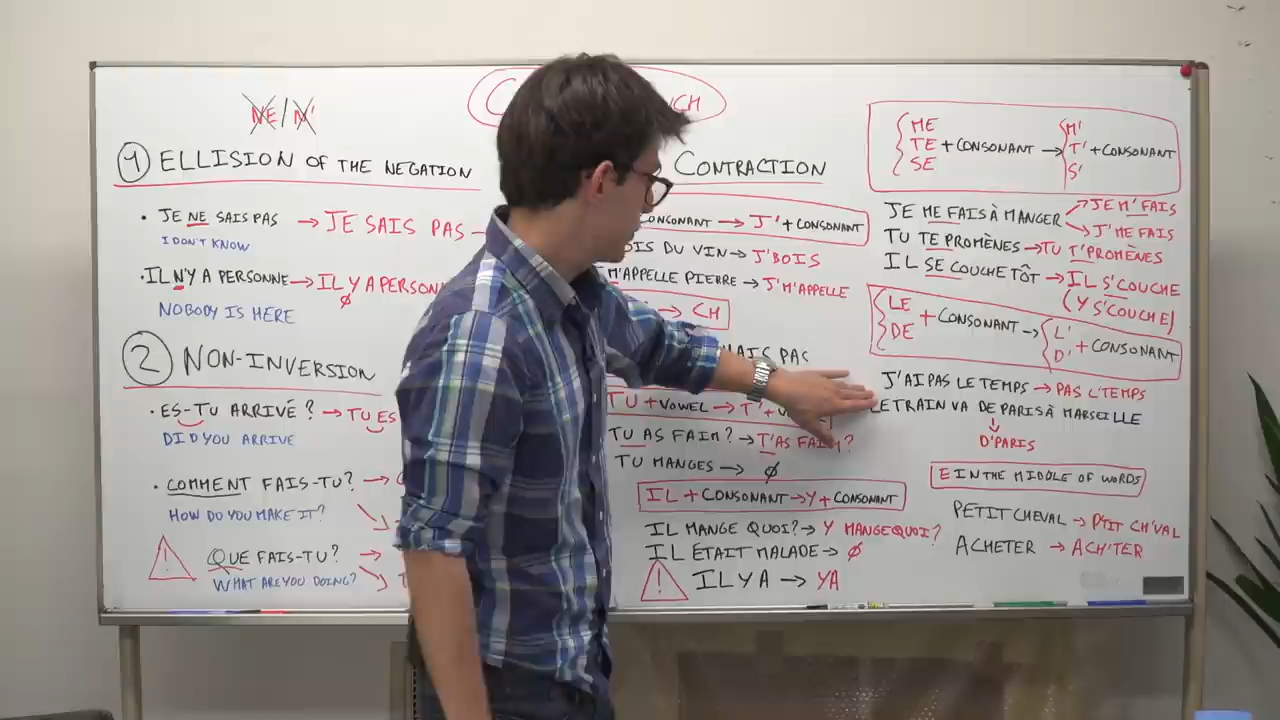 NE / N'
1 ELLISION OF THE NEGATION
· JE NE SAIS PAS → JE SAIS PAS
I DON'T KNOW
· IL N'Y A PERSONNE → IL Y A PERSONN
Ø
NOBODY IS HERE
2 NON-INVERSION
· ES-TU ARRIVÉ ? → TU ES
DID YOU ARRIVE
· COMMENT FAIS-TU? →
HOW DO YOU MAKE IT?
! QUE FAIS-TU? →
WHAT ARE YOU DOING?
CONTRACTION
CONSONANT → J' + CONSONANT
OIS DU VIN → J'BOIS
M'APPELLE PIERRE → J'M'APPELLE
→ CH
AIS PAS
TU + VOWEL → T' + V
TU AS FAIM? → T'AS FAIM?
TU MANGES → Ø
IL + CONSONANT → Y + CONSONANT
IL MANGE QUOI? → Y MANGE QUOI?
IL ÉTAIT MALADE → Ø
! IL Y A → YA
ME
TE + CONSONANT → T' + CONSONANT
SE
M'
S'
JE ME FAIS À MANGER → JE M'FAIS
→ J'ME FAIS
TU TE PROMÈNES → TU T'PROMÈNES
IL SE COUCHE TÔT → IL S'COUCHE
(Y S'COUCHE)
LE
DE + CONSONANT → L' D' + CONSONANT
J'AI PAS LE TEMPS → PAS L'TEMPS
LE TRAIN VA DE PARIS À MARSEILLE
↓
D'PARIS
E IN THE MIDDLE OF WORDS
PETIT CHEVAL → P'TIT CH'VAL
ACHETER → ACH'TER